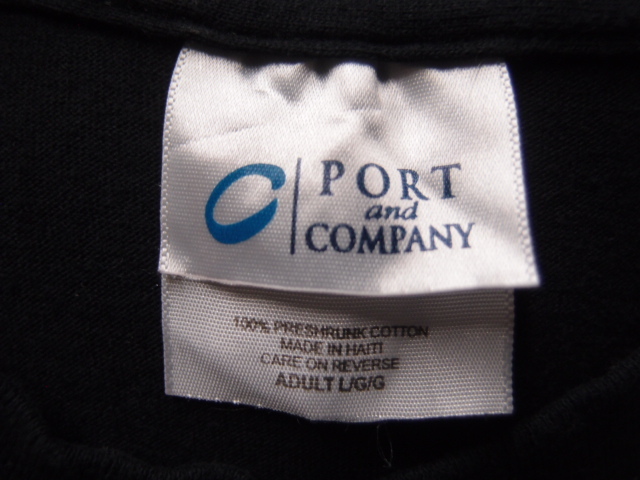 PORT
and
COMPANY
100% PRESHRUNK COTTON
MADE IN HAITI
CARE ON REVERSE
ADULT L/G/G